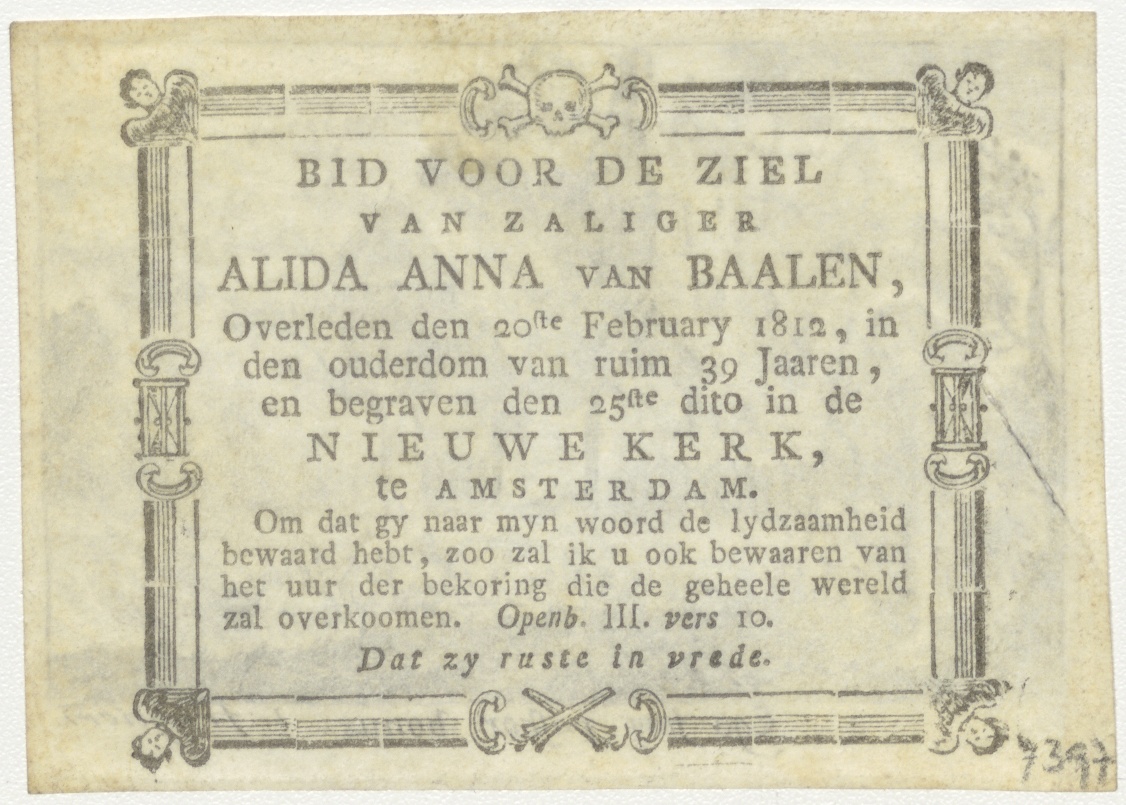 BID VOOR DE ZIEL
VAN ZALIGER
ALIDA ANNA VAN BAALEN,
Overleden den 20ſte February 1812, in
den ouderdom van ruim 39 Jaaren,
en begraven den 25ſte dito in de
NIEUWE KERK,
te AMSTERDAM.
Om dat gy naar myn woord de lydzaamheid
bewaard hebt, zoo zal ik u ook bewaaren van
het uur der bekoring die de geheele wereld
zal overkoomen. Openb. III. vers 10.
Dat zy ruste in vrede.
7397